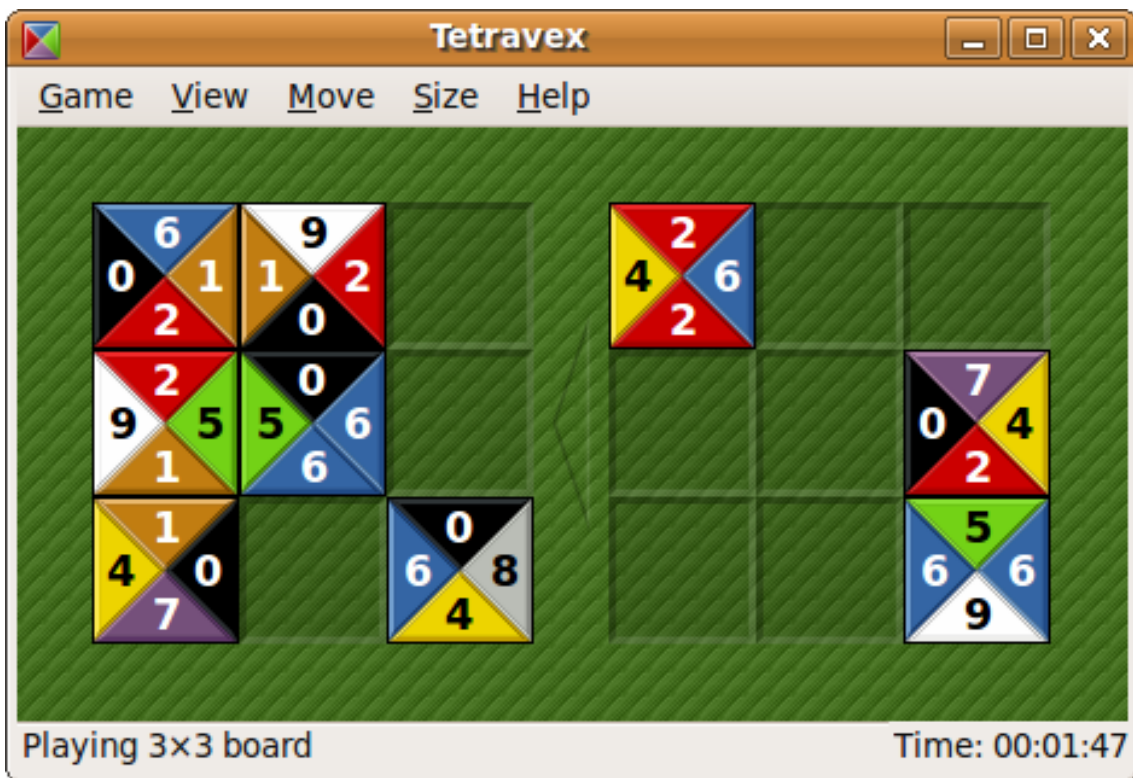 Tetravex
Game View Move Size Help
6 9 2
0 1 1 2 4 6
2 0 2
2 0 7
9 5 5 6 0 4
1 6 2
1 0 5
4 0 6 8 6 6
7 4 9
Playing 3×3 board Time: 00:01:47